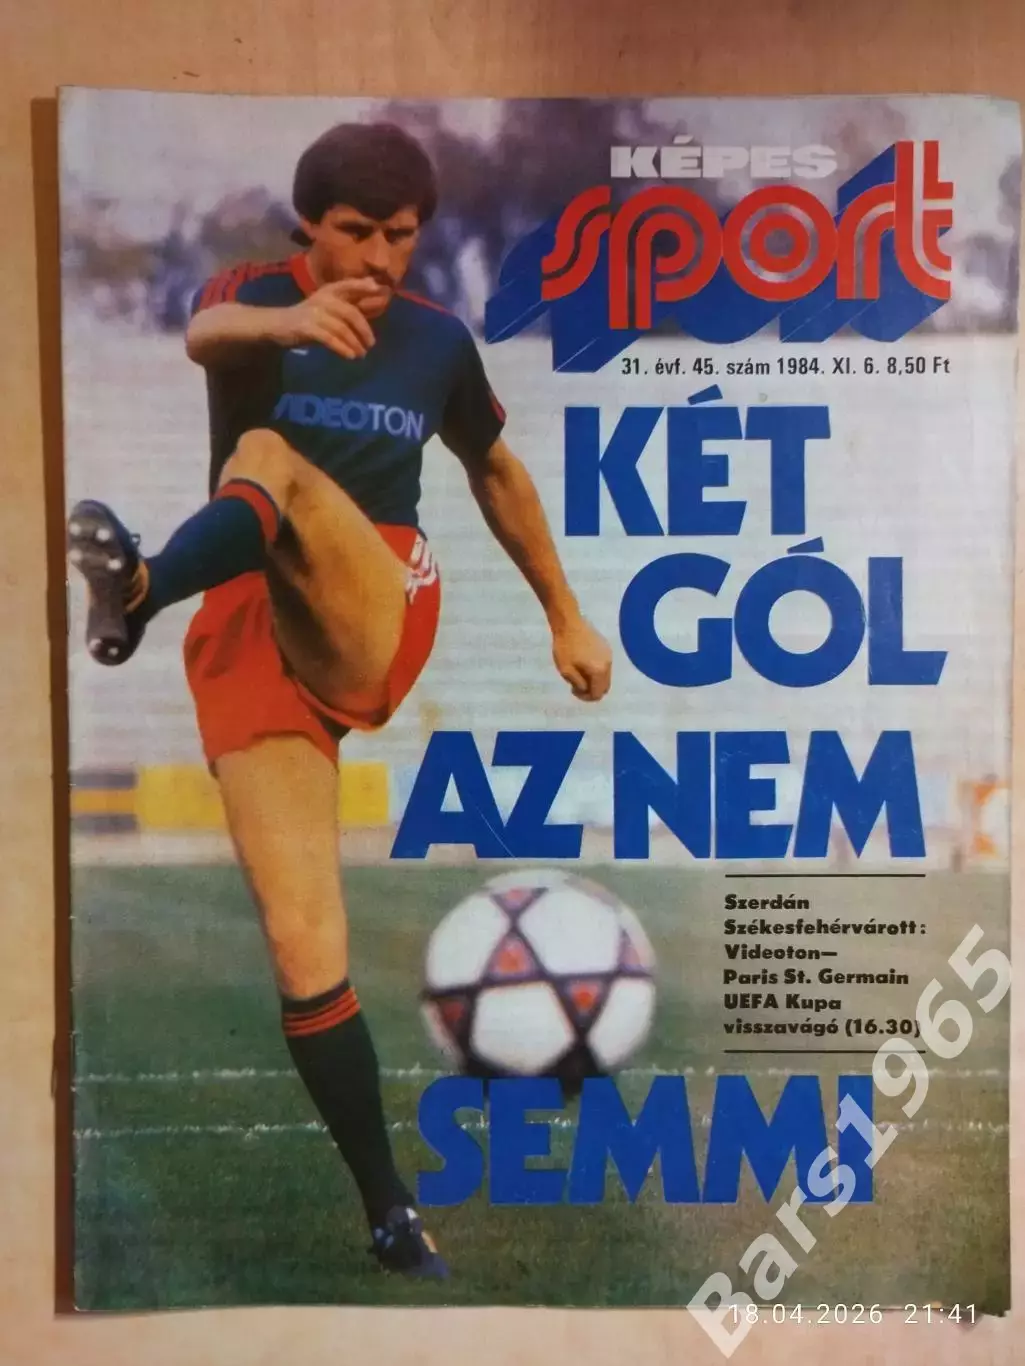 KÉPES
sport
31. évf. 45. szám 1984. XI. 6. 8,50 Ft
VIDEOTON
KÉT
GÓL
AZ NEM
Szerdán
Székesfehérvárott:
Videoton—
Paris St. Germain
UEFA Kupa
visszavágó (16.30)
SEMMI
Bars1965
18.04.2026 21:41